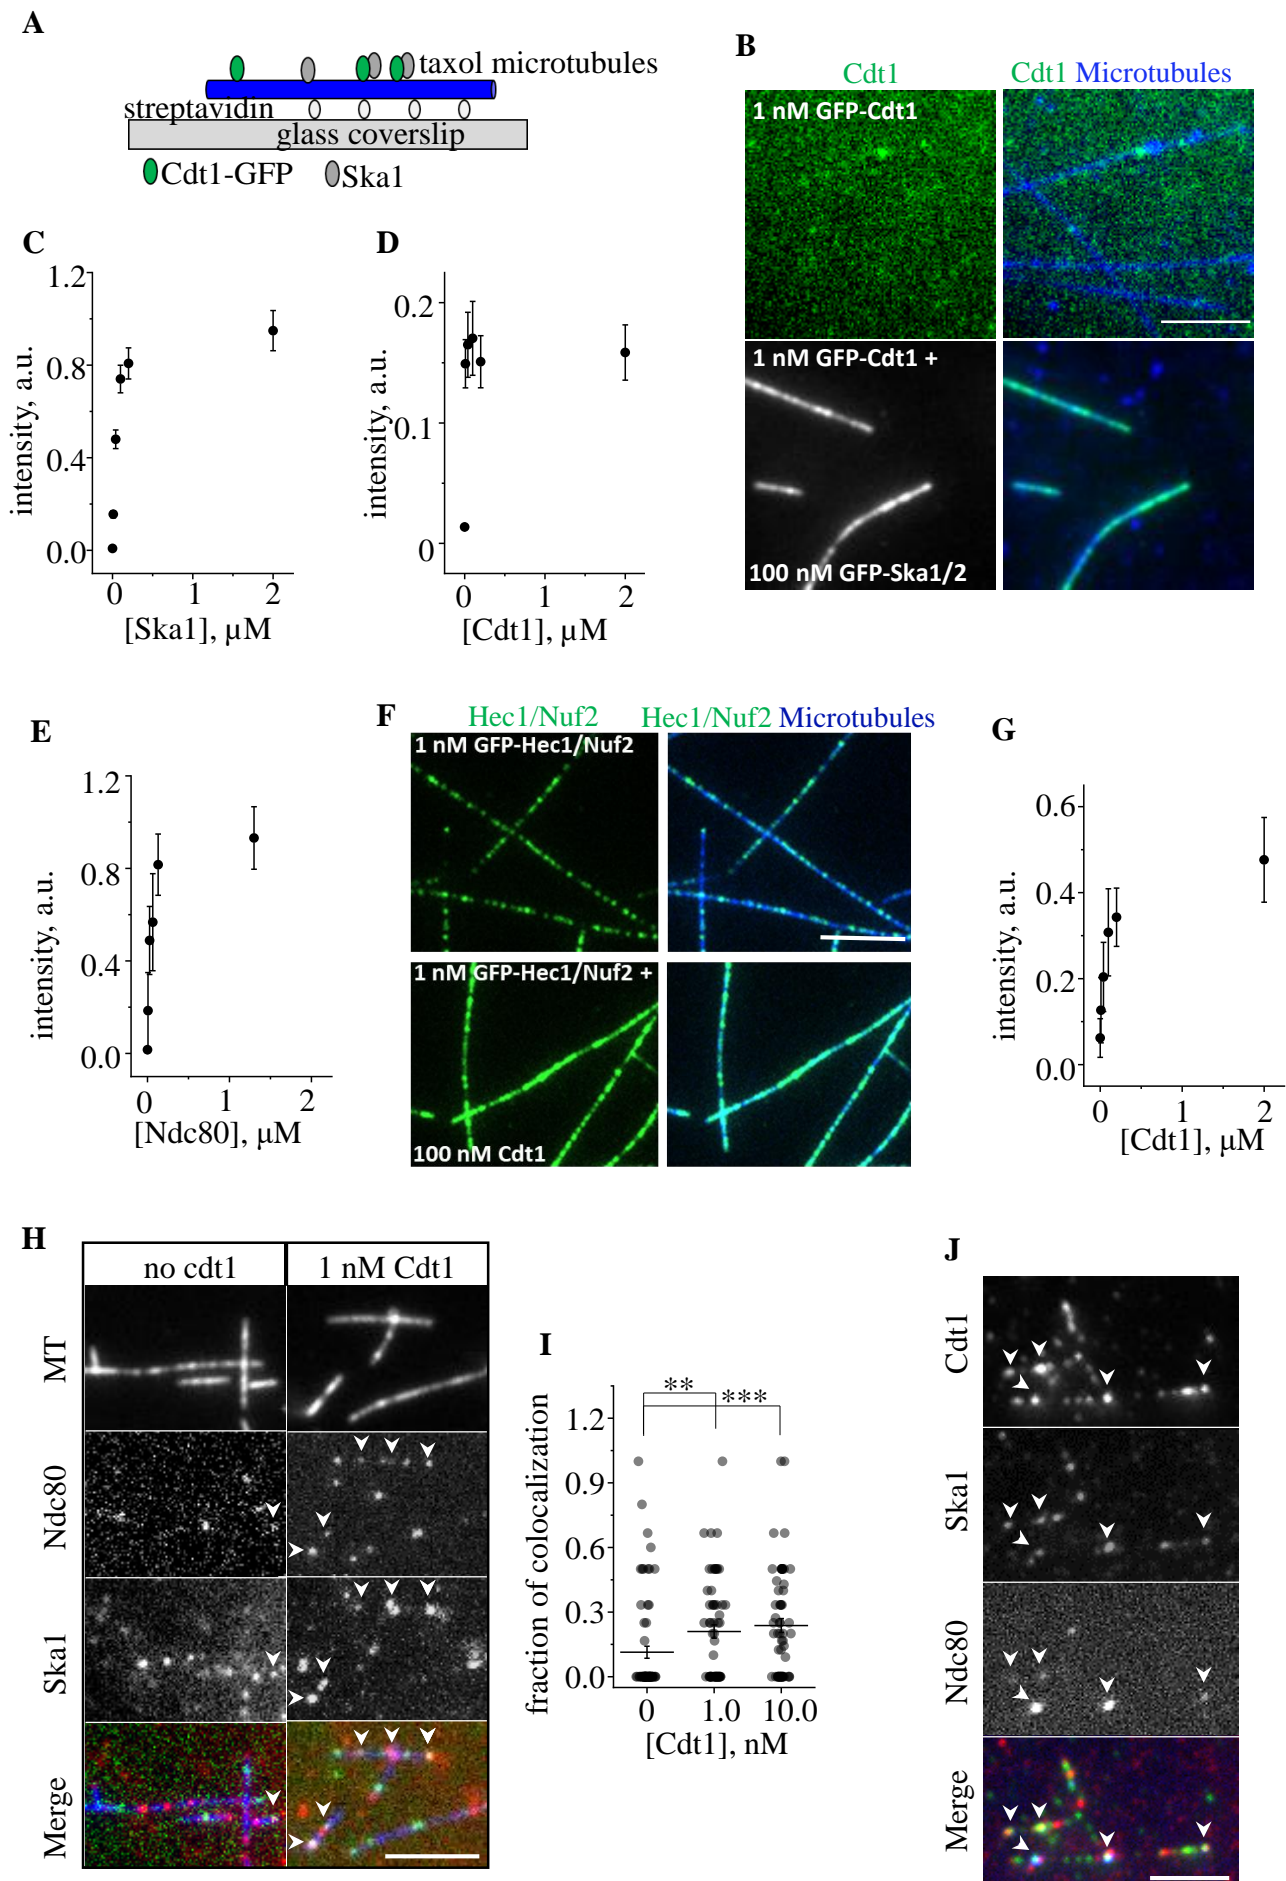 A
taxol microtubules
streptavidin
glass coverslip
Cdt1-GFP
Ska1
B
Cdt1
Cdt1 Microtubules
1 nM GFP-Cdt1
1 nM GFP-Cdt1 +
100 nM GFP-Ska1/2
C
intensity, a.u.
1.2
0.8
0.4
0.0
0
1
2
[Ska1], µM
D
intensity, a.u.
0.2
0.1
0
0
1
2
[Cdt1], µM
E
intensity, a.u.
1.2
0.8
0.4
0.0
0
1
2
[Ndc80], µM
F
Hec1/Nuf2
Hec1/Nuf2 Microtubules
1 nM GFP-Hec1/Nuf2
1 nM GFP-Hec1/Nuf2 +
100 nM Cdt1
G
intensity, a.u.
0.6
0.4
0.2
0.0
0
1
2
[Cdt1], µM
H
no cdt1
1 nM Cdt1
MT
Ndc80
Ska1
Merge
I
fraction of colocalization
1.2
0.9
0.6
0.3
0.0
**
***
0
1.0
10.0
[Cdt1], nM
J
Cdt1
Ska1
Ndc80
Merge